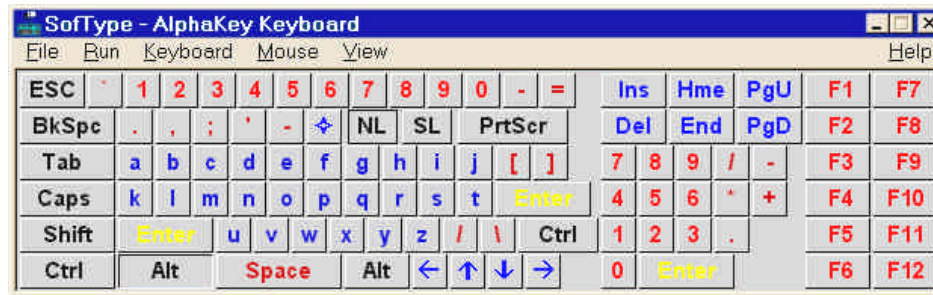 SofType - AlphaKey Keyboard
File Run Keyboard Mouse View Help
ESC ` 1 2 3 4 5 6 7 8 9 0 - = Ins Hme PgU F1 F7
BkSpc . , ; ' - NL SL PrtScr Del End PgD F2 F8
Tab a b c d e f g h i j [ ] 7 8 9 / - F3 F9
Caps k l m n o p q r s t Enter 4 5 6 * + F4 F10
Shift Enter u v w x y z / \ Ctrl 1 2 3 . F5 F11
Ctrl Alt Space Alt ← ↑ ↓ → 0 Enter F6 F12